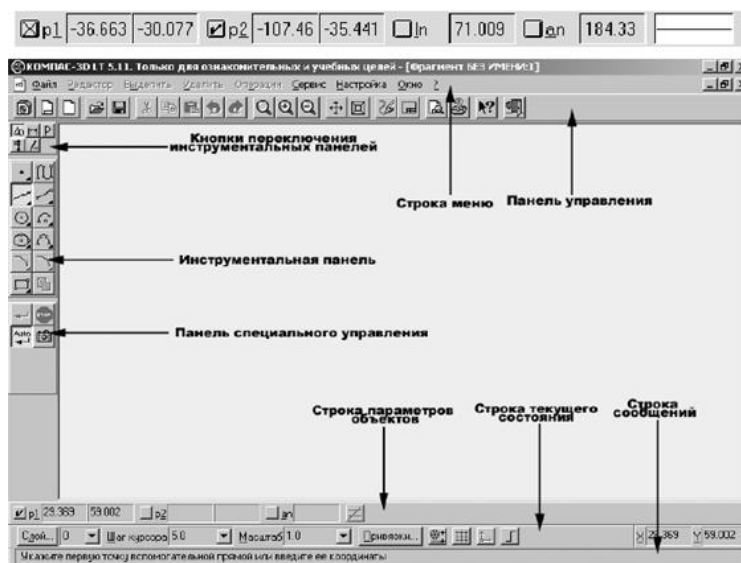 p1 -36.663 -30.077 p2 -107.46 -35.441 ln 71.009 an 184.33
КОМПАС-3D LT 5.11. Только для ознакомительных и учебных целей - [Фрагмент БЕЗ ИМЕНИ:1]
Файл Редактор Выделить Удалить Операции Сервис Настройка Окно ?
Кнопки переключения
инструментальных панелей
Строка меню
Панель управления
Инструментальная панель
Auto
Панель специального управления
Строка параметров
объектов
Строка текущего
состояния
Строка
сообщений
p1 29.369 59.002 p2 an
Слой... 0 Шаг курсора 5.0 Масштаб 1.0 Привязки... X 29.369 Y 59.002
Укажите первую точку вспомогательной прямой или введите ее координаты